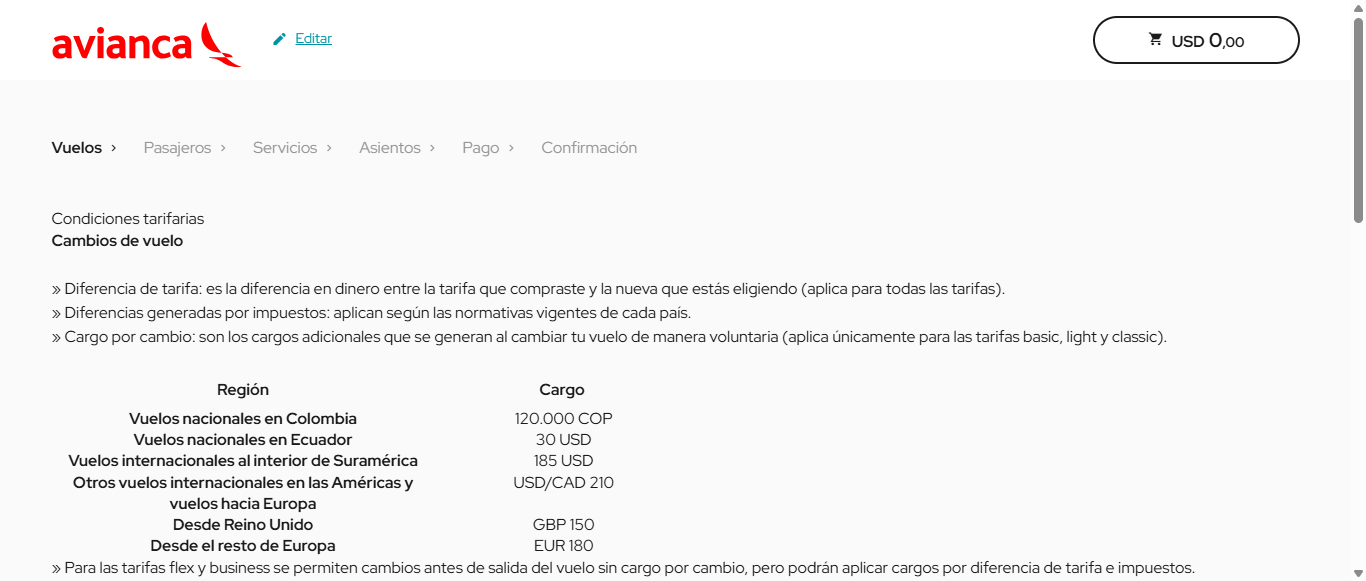 avianca
Editar
USD 0,00
Vuelos › Pasajeros › Servicios › Asientos › Pago › Confirmación
Condiciones tarifarias
Cambios de vuelo
» Diferencia de tarifa: es la diferencia en dinero entre la tarifa que compraste y la nueva que estás eligiendo (aplica para todas las tarifas).
» Diferencias generadas por impuestos: aplican según las normativas vigentes de cada país.
» Cargo por cambio: son los cargos adicionales que se generan al cambiar tu vuelo de manera voluntaria (aplica únicamente para las tarifas basic, light y classic).
Región Cargo
Vuelos nacionales en Colombia 120.000 COP
Vuelos nacionales en Ecuador 30 USD
Vuelos internacionales al interior de Suramérica 185 USD
Otros vuelos internacionales en las Américas y USD/CAD 210
vuelos hacia Europa
Desde Reino Unido GBP 150
Desde el resto de Europa EUR 180
» Para las tarifas flex y business se permiten cambios antes de salida del vuelo sin cargo por cambio, pero podrán aplicar cargos por diferencia de tarifa e impuestos.